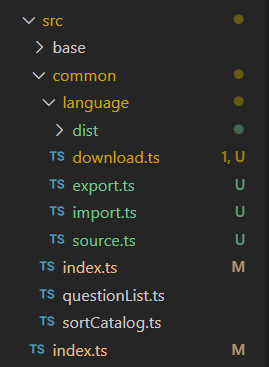 src
base
common
language
dist
TS download.ts 1, U
TS export.ts U
TS import.ts U
TS source.ts U
TS index.ts M
TS questionList.ts
TS sortCatalog.ts
TS index.ts M